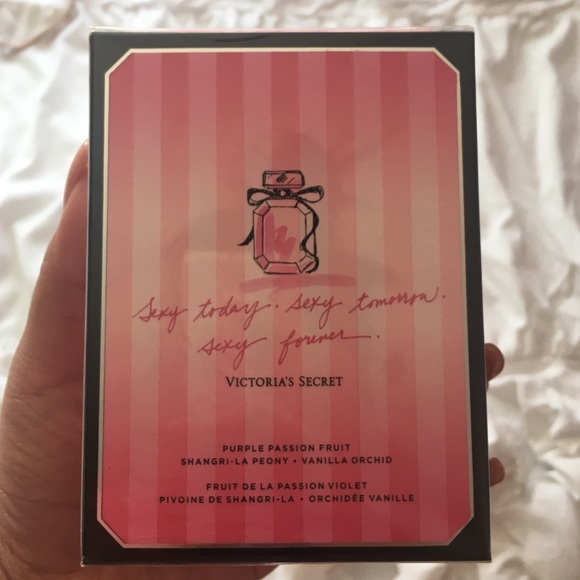 Sexy today. Sexy tomorrow.
Sexy forever.
VICTORIA'S SECRET
PURPLE PASSION FRUIT
SHANGRI-LA PEONY • VANILLA ORCHID
FRUIT DE LA PASSION VIOLET
PIVOINE DE SHANGRI-LA • ORCHIDÉE VANILLE